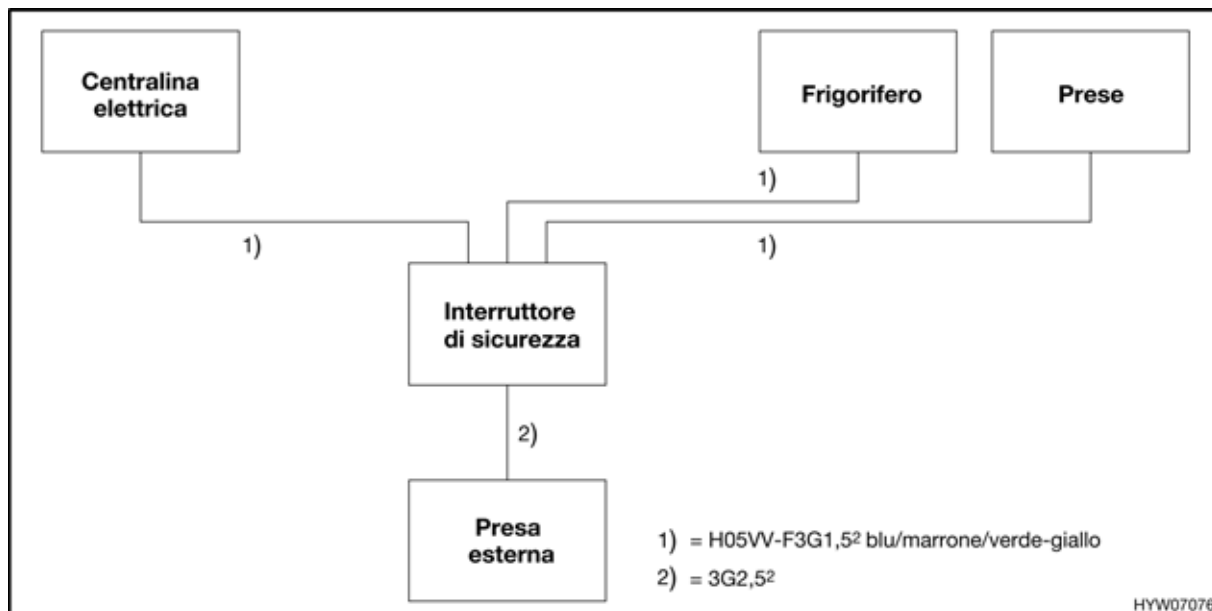 Centralina
elettrica
Frigorifero
Prese
1)
1)
1)
Interruttore
di sicurezza
2)
Presa
esterna
1) = H05VV-F3G1,5² blu/marrone/verde-giallo
2) = 3G2,5²
HYW07076